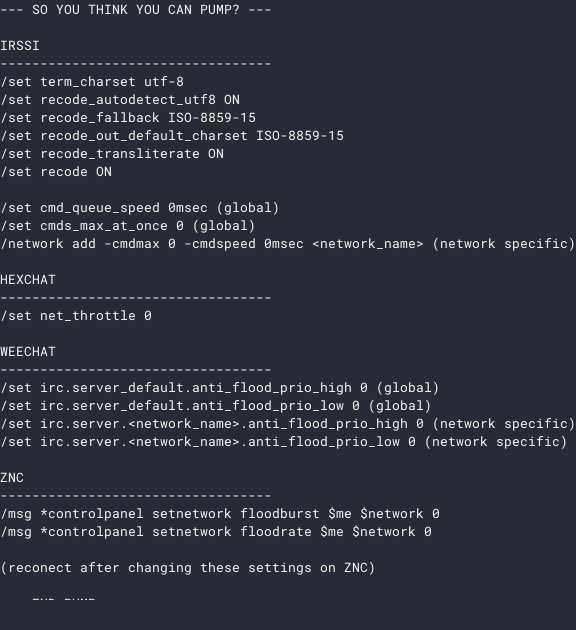 --- SO YOU THINK YOU CAN PUMP? ---
IRSSI
----------------------------------
/set term_charset utf-8
/set recode_autodetect_utf8 ON
/set recode_fallback ISO-8859-15
/set recode_out_default_charset ISO-8859-15
/set recode_transliterate ON
/set recode ON
/set cmd_queue_speed 0msec (global)
/set cmds_max_at_once 0 (global)
/network add -cmdmax 0 -cmdspeed 0msec <network_name> (network specific)
HEXCHAT
----------------------------------
/set net_throttle 0
WEECHAT
----------------------------------
/set irc.server_default.anti_flood_prio_high 0 (global)
/set irc.server_default.anti_flood_prio_low 0 (global)
/set irc.server.<network_name>.anti_flood_prio_high 0 (network specific)
/set irc.server.<network_name>.anti_flood_prio_low 0 (network specific)
ZNC
----------------------------------
/msg *controlpanel setnetwork floodburst $me $network 0
/msg *controlpanel setnetwork floodrate $me $network 0
(reconect after changing these settings on ZNC)